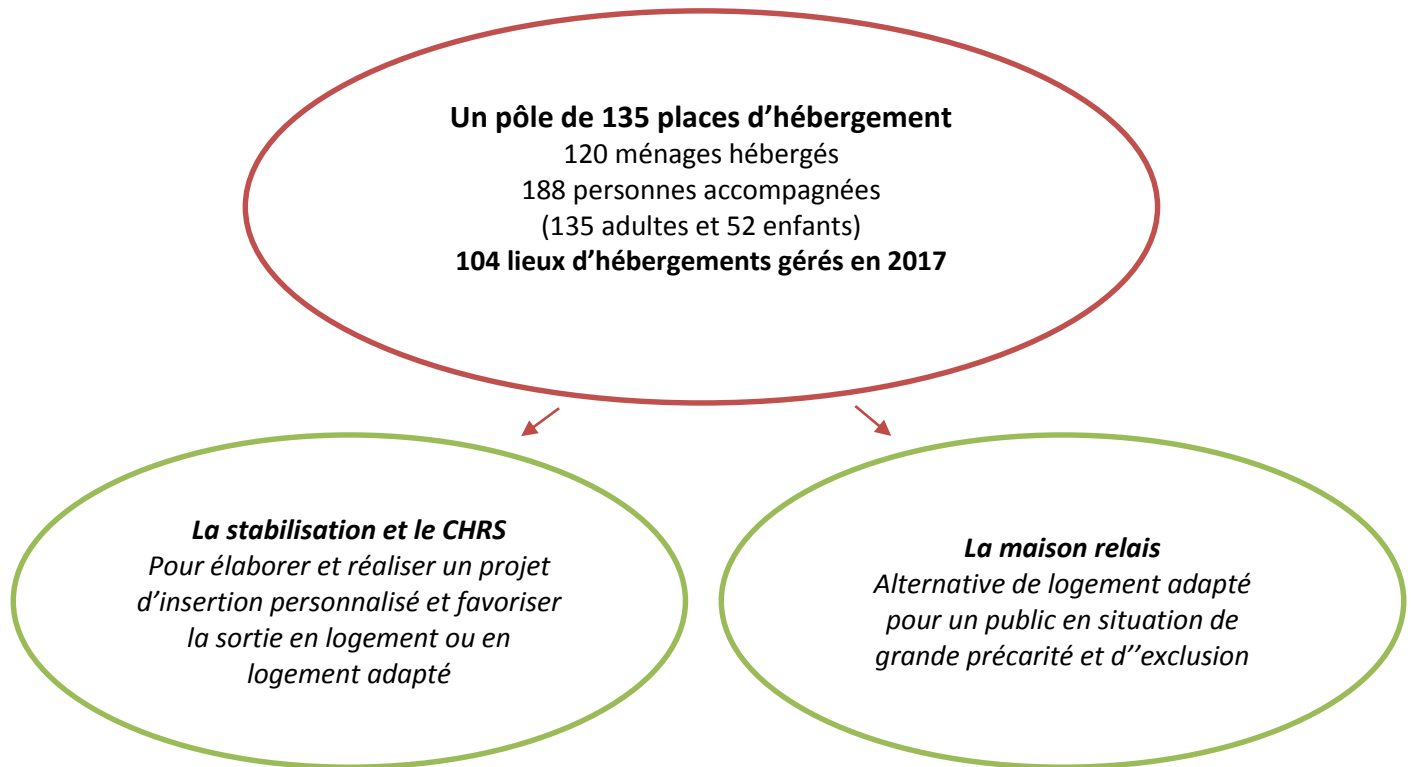 Un pôle de 135 places d’hébergement
120 ménages hébergés
188 personnes accompagnées
(135 adultes et 52 enfants)
104 lieux d’hébergements gérés en 2017
La stabilisation et le CHRS
Pour élaborer et réaliser un projet
d’insertion personnalisé et favoriser
la sortie en logement ou en
logement adapté
La maison relais
Alternative de logement adapté
pour un public en situation de
grande précarité et d’’exclusion